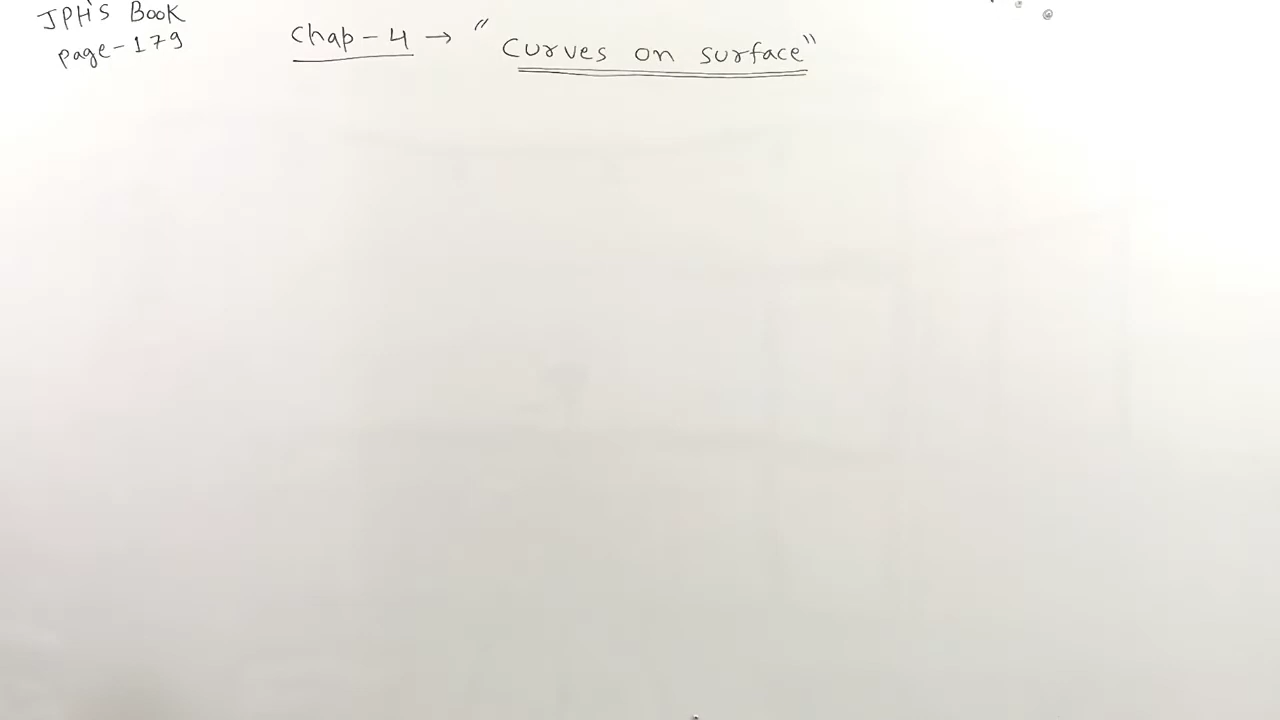 JPH'S Book
page-179
Chap-4 → "Curves on surface"